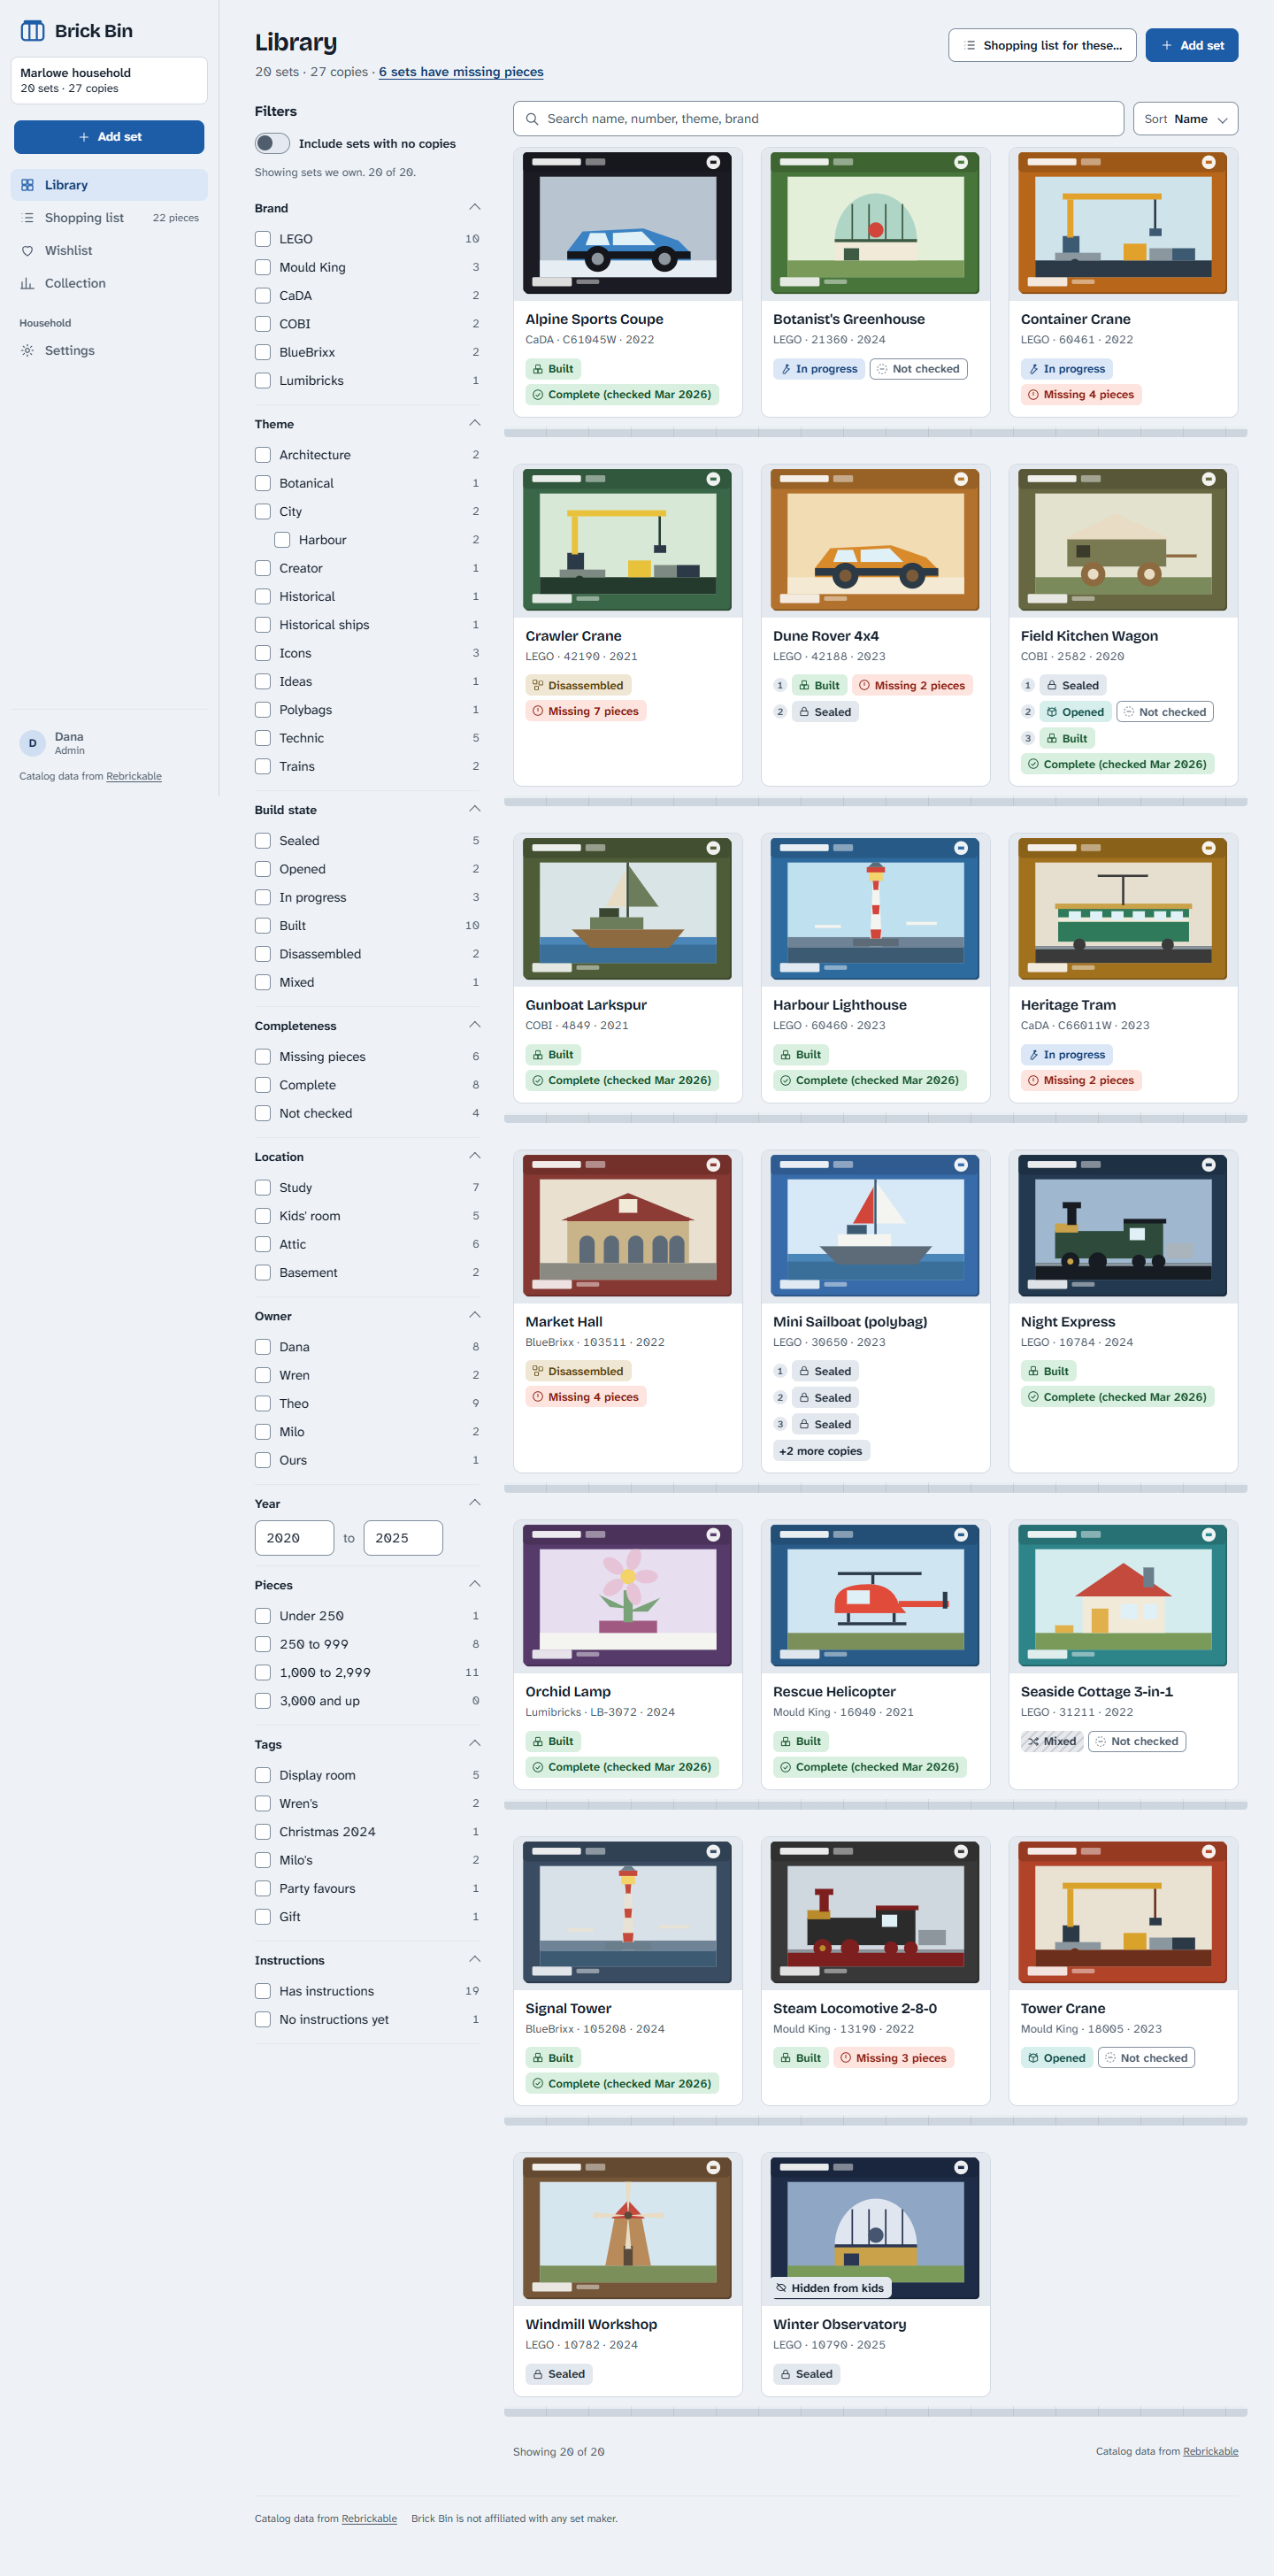 Brick Bin
Marlowe household
20 sets · 27 copies
Add set
Library
Shopping list 22 pieces
Wishlist
Collection
Household
Settings
D
Dana
Admin
Catalog data from Rebrickable
Library
20 sets · 27 copies · 6 sets have missing pieces
Shopping list for these...
Add set
Filters
Include sets with no copies
Showing sets we own. 20 of 20.
Brand
LEGO 10
Mould King 3
CaDA 2
COBI 2
BlueBrixx 2
Lumibricks 1
Theme
Architecture 2
Botanical 1
City 2
Harbour 2
Creator 1
Historical 1
Historical ships 1
Icons 3
Ideas 1
Polybags 1
Technic 5
Trains 2
Build state
Sealed 5
Opened 2
In progress 3
Built 10
Disassembled 2
Mixed 1
Completeness
Missing pieces 6
Complete 8
Not checked 4
Location
Study 7
Kids' room 5
Attic 6
Basement 2
Owner
Dana 8
Wren 2
Theo 9
Milo 2
Ours 1
Year
2020 to 2025
Pieces
Under 250 1
250 to 999 8
1,000 to 2,999 11
3,000 and up 0
Tags
Display room 5
Wren's 2
Christmas 2024 1
Milo's 2
Party favours 1
Gift 1
Instructions
Has instructions 19
No instructions yet 1
Search name, number, theme, brand
Sort Name
Alpine Sports Coupe
CaDA · C61045W · 2022
Built
Complete (checked Mar 2026)
Botanist's Greenhouse
LEGO · 21360 · 2024
In progress Not checked
Container Crane
LEGO · 60461 · 2022
In progress
Missing 4 pieces
Crawler Crane
LEGO · 42190 · 2021
Disassembled
Missing 7 pieces
Dune Rover 4x4
LEGO · 42188 · 2023
1 Built Missing 2 pieces
2 Sealed
Field Kitchen Wagon
COBI · 2582 · 2020
1 Sealed
2 Opened Not checked
3 Built
Complete (checked Mar 2026)
Gunboat Larkspur
COBI · 4849 · 2021
Built
Complete (checked Mar 2026)
Harbour Lighthouse
LEGO · 60460 · 2023
Built
Complete (checked Mar 2026)
Heritage Tram
CaDA · C66011W · 2023
In progress
Missing 2 pieces
Market Hall
BlueBrixx · 103511 · 2022
Disassembled
Missing 4 pieces
Mini Sailboat (polybag)
LEGO · 30650 · 2023
1 Sealed
2 Sealed
3 Sealed
+2 more copies
Night Express
LEGO · 10784 · 2024
Built
Complete (checked Mar 2026)
Orchid Lamp
Lumibricks · LB-3072 · 2024
Built
Complete (checked Mar 2026)
Rescue Helicopter
Mould King · 16040 · 2021
Built
Complete (checked Mar 2026)
Seaside Cottage 3-in-1
LEGO · 31211 · 2022
Mixed Not checked
Signal Tower
BlueBrixx · 105208 · 2024
Built
Complete (checked Mar 2026)
Steam Locomotive 2-8-0
Mould King · 13190 · 2022
Built Missing 3 pieces
Tower Crane
Mould King · 18005 · 2023
Opened Not checked
Windmill Workshop
LEGO · 10782 · 2024
Sealed
Hidden from kids
Winter Observatory
LEGO · 10790 · 2025
Sealed
Showing 20 of 20
Catalog data from Rebrickable
Catalog data from Rebrickable Brick Bin is not affiliated with any set maker.